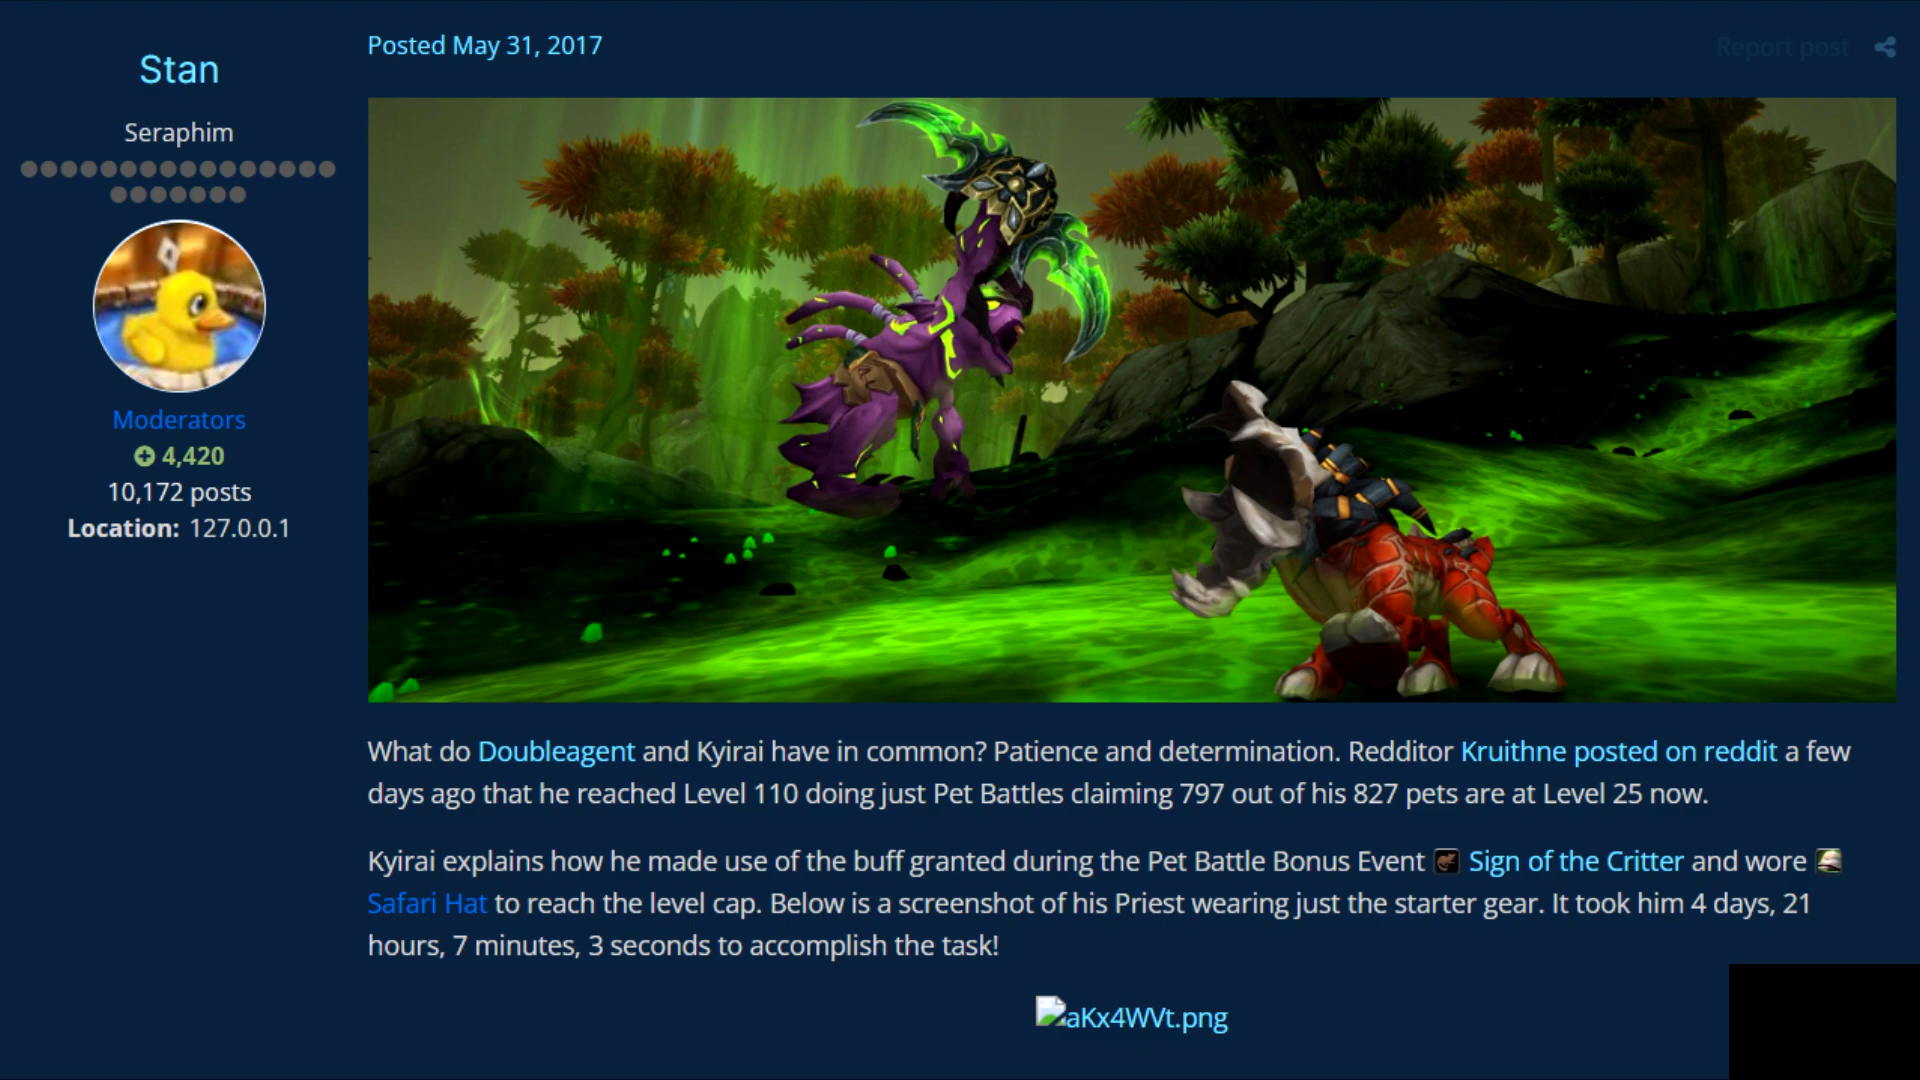 Stan
Seraphim
Moderators
4,420
10,172 posts
Location: 127.0.0.1
Posted May 31, 2017
Report post
What do Doubleagent and Kyirai have in common? Patience and determination. Redditor Kruithne posted on reddit a few
days ago that he reached Level 110 doing just Pet Battles claiming 797 out of his 827 pets are at Level 25 now.
Kyirai explains how he made use of the buff granted during the Pet Battle Bonus Event Sign of the Critter and wore
Safari Hat to reach the level cap. Below is a screenshot of his Priest wearing just the starter gear. It took him 4 days, 21
hours, 7 minutes, 3 seconds to accomplish the task!
aKx4WVt.png